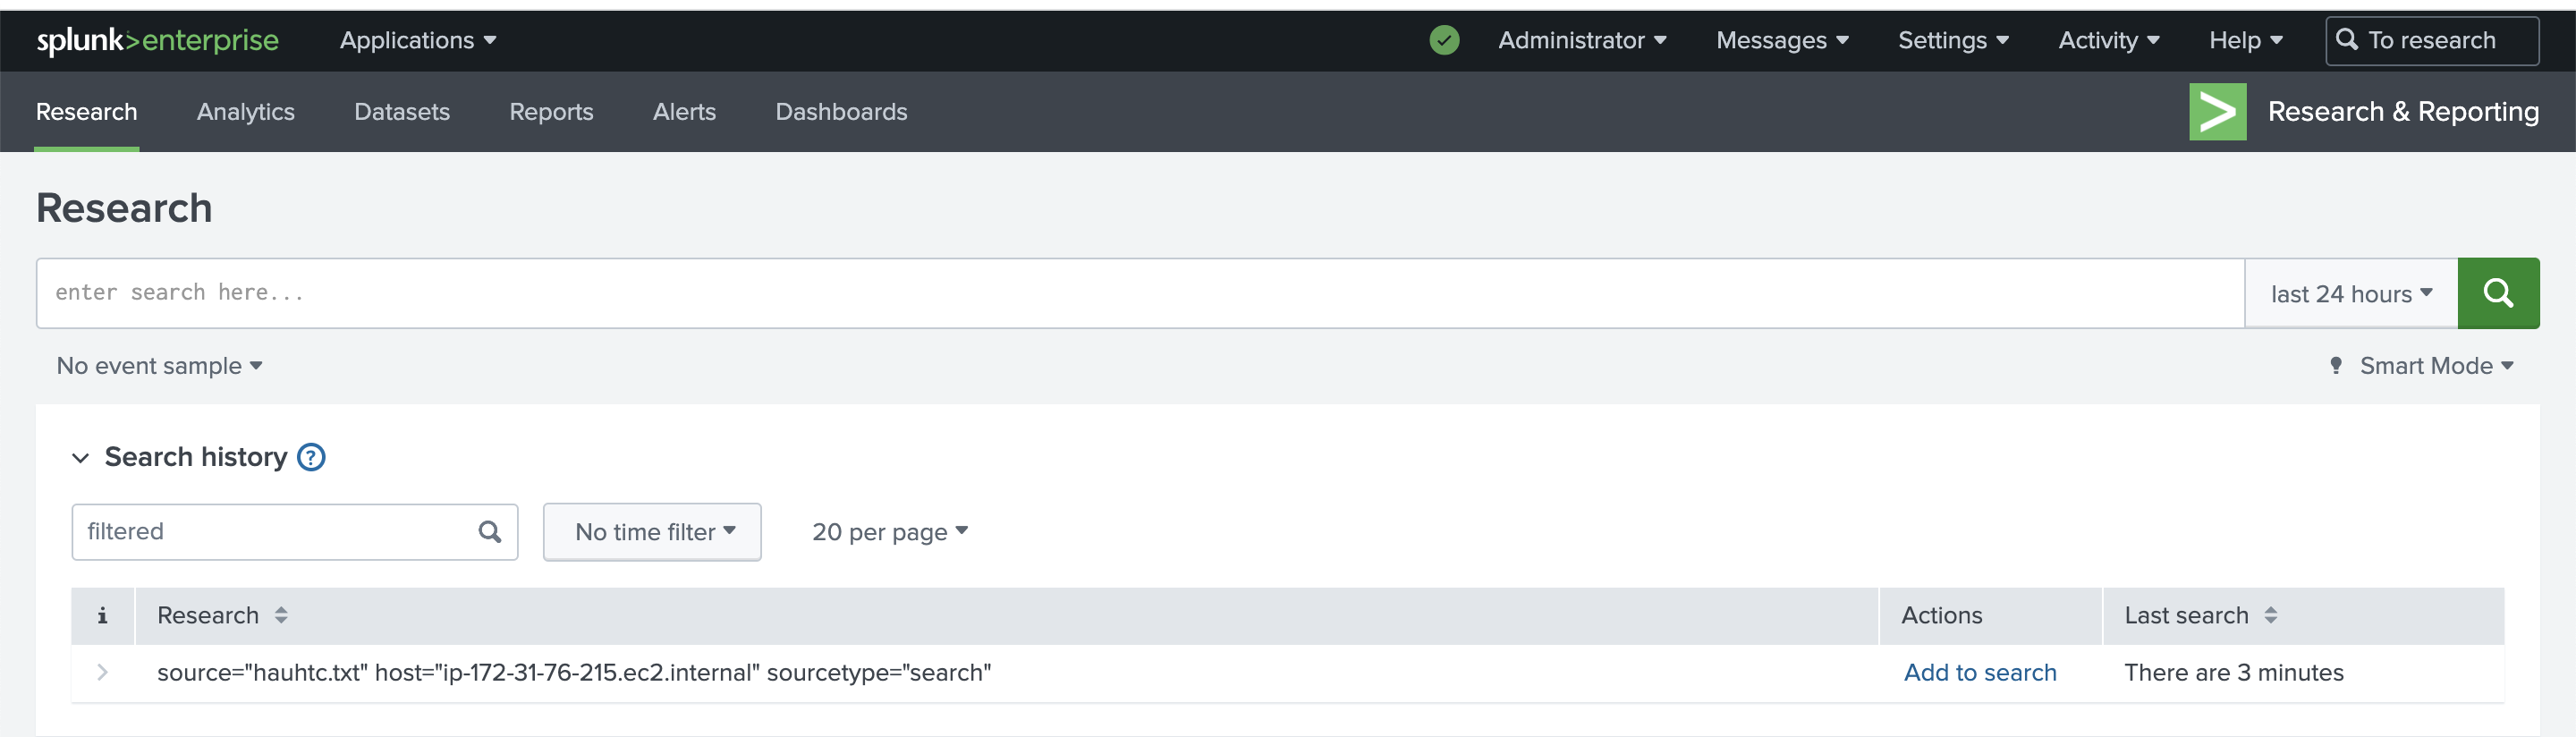 splunk>enterprise Applications Administrator Messages Settings Activity Help To research
Research Analytics Datasets Reports Alerts Dashboards Research & Reporting
Research
enter search here... last 24 hours
No event sample Smart Mode
Search history ?
filtered No time filter 20 per page
i Research Actions Last search
source="hauhtc.txt" host="ip-172-31-76-215.ec2.internal" sourcetype="search" Add to search There are 3 minutes